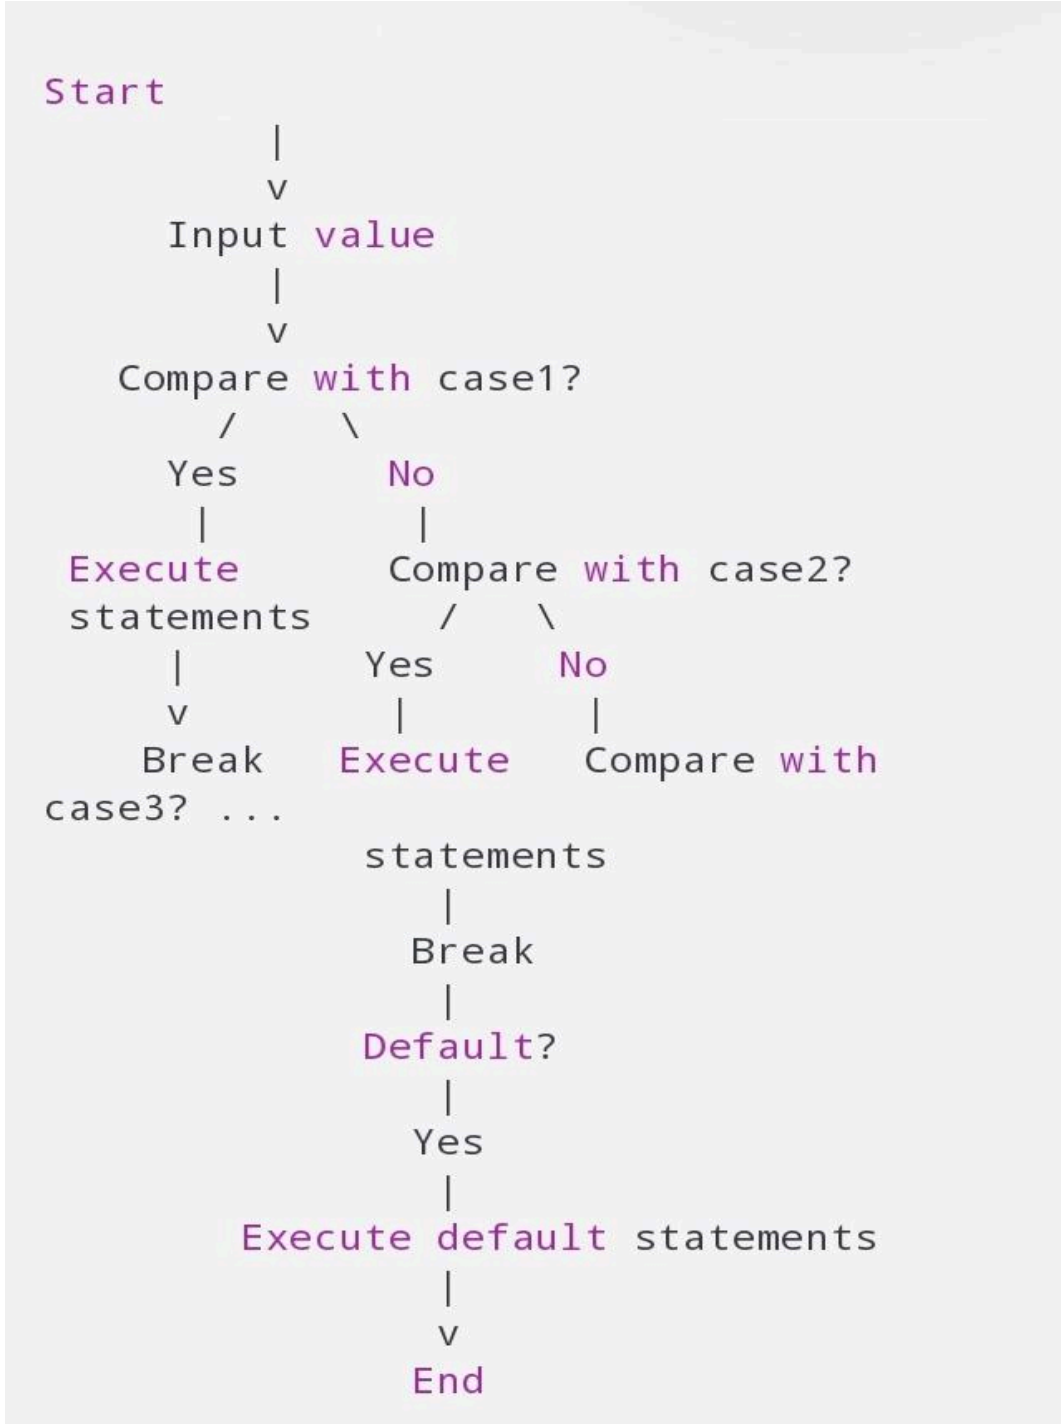 Start
|
v
Input value
|
v
Compare with case1?
/ \
Yes No
| |
Execute Compare with case2?
statements / \
| Yes No
v | |
Break Execute Compare with
case3? ...
statements
|
Break
|
Default?
|
Yes
|
Execute default statements
|
v
End